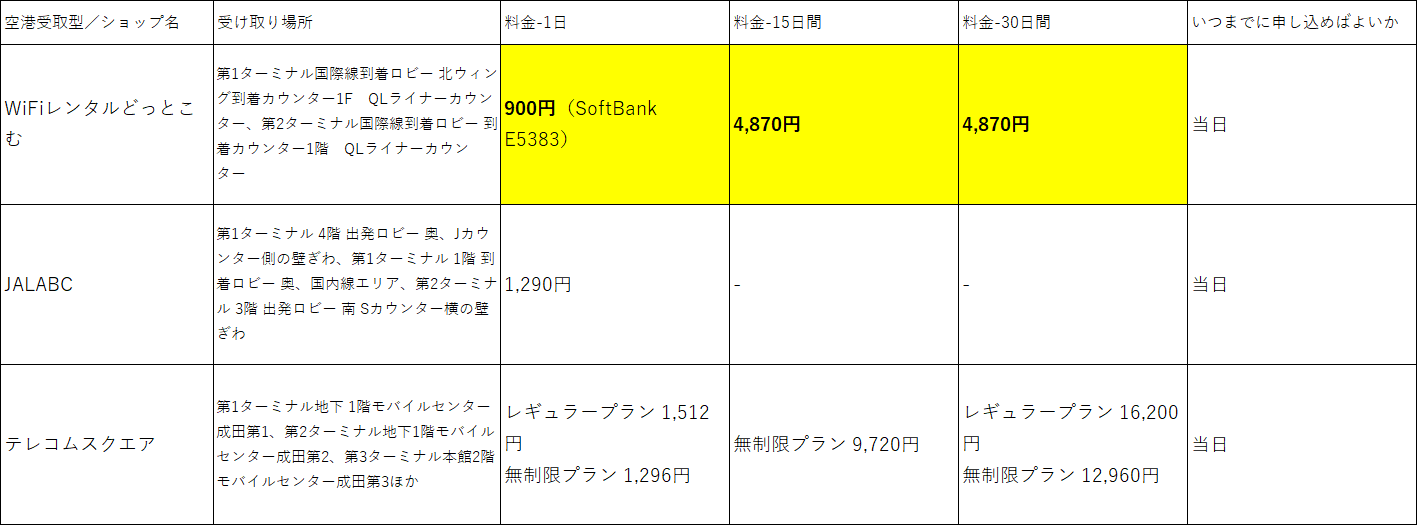 空港受取型／ショップ名
受け取り場所
料金-1日
料金-15日間
料金-30日間
いつまでに申し込めばよいか
WiFiレンタルどっとこ
む
第1ターミナル国際線到着ロビー 北ウィン
グ到着カウンター1F　QLライナーカウン
ター、第2ターミナル国際線到着ロビー 到
着カウンター1階　QLライナーカウン
ター
900円（SoftBank
E5383）
4,870円
4,870円
当日
JALABC
第1ターミナル 4階 出発ロビー 奥、Jカウ
ンター側の壁ぎわ、第1ターミナル 1階 到
着ロビー 奥、国内線エリア、第2ターミナ
ル 3階 出発ロビー 南 Sカウンター横の壁
ぎわ
1,290円
-
-
当日
テレコムスクエア
第1ターミナル地下 1階モバイルセンター
成田第1、第2ターミナル地下1階モバイル
センター成田第2、第3ターミナル本館2階
モバイルセンター成田第3ほか
レギュラープラン 1,512
円
無制限プラン 1,296円
無制限プラン 9,720円
レギュラープラン 16,200
円
無制限プラン 12,960円
当日